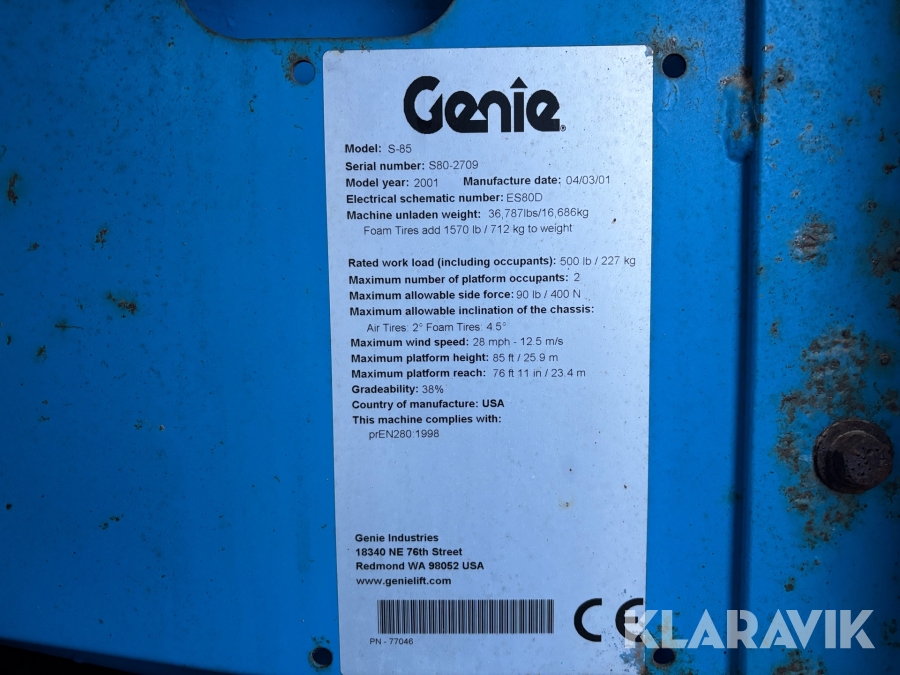 Genie
Model: S-85
Serial number: S80-2709
Model year: 2001 Manufacture date: 04/03/01
Electrical schematic number: ES80D
Machine unladen weight: 36,787lbs/16,686kg
Foam Tires add 1570 lb / 712 kg to weight
Rated work load (including occupants): 500 lb / 227 kg
Maximum number of platform occupants: 2
Maximum allowable side force: 90 lb / 400 N
Maximum allowable inclination of the chassis:
Air Tires: 2° Foam Tires: 4.5°
Maximum wind speed: 28 mph - 12.5 m/s
Maximum platform height: 85 ft / 25.9 m
Maximum platform reach: 76 ft 11 in / 23.4 m
Gradeability: 38%
Country of manufacture: USA
This machine complies with:
prEN280:1998
Genie Industries
18340 NE 76th Street
Redmond WA 98052 USA
www.genielift.com
PN - 77046
CE
KLARAVIK